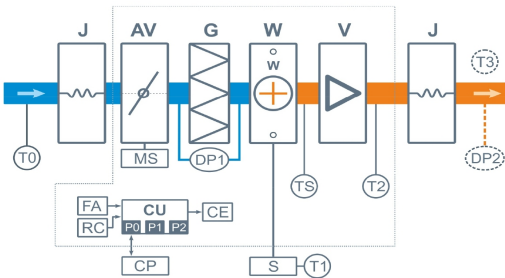 J AV G W V J
w
T3
T0
MS
DP1
TS
T2
DP2
FA
CU
CE
RC
P0 P1 P2
CP
S
T1